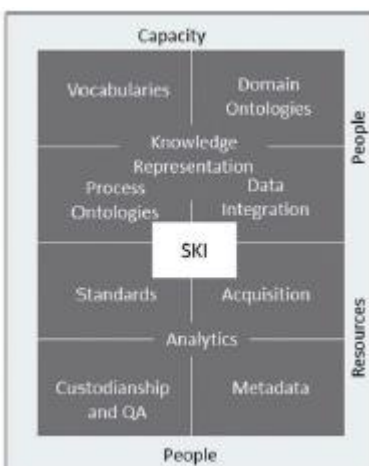 Capacity
Vocabularies
Domain
Ontologies
People
Knowledge
Representation
Process
Ontologies
Data
Integration
SKI
Standards
Acquisition
Resources
Analytics
Custodianship
and QA
Metadata
People